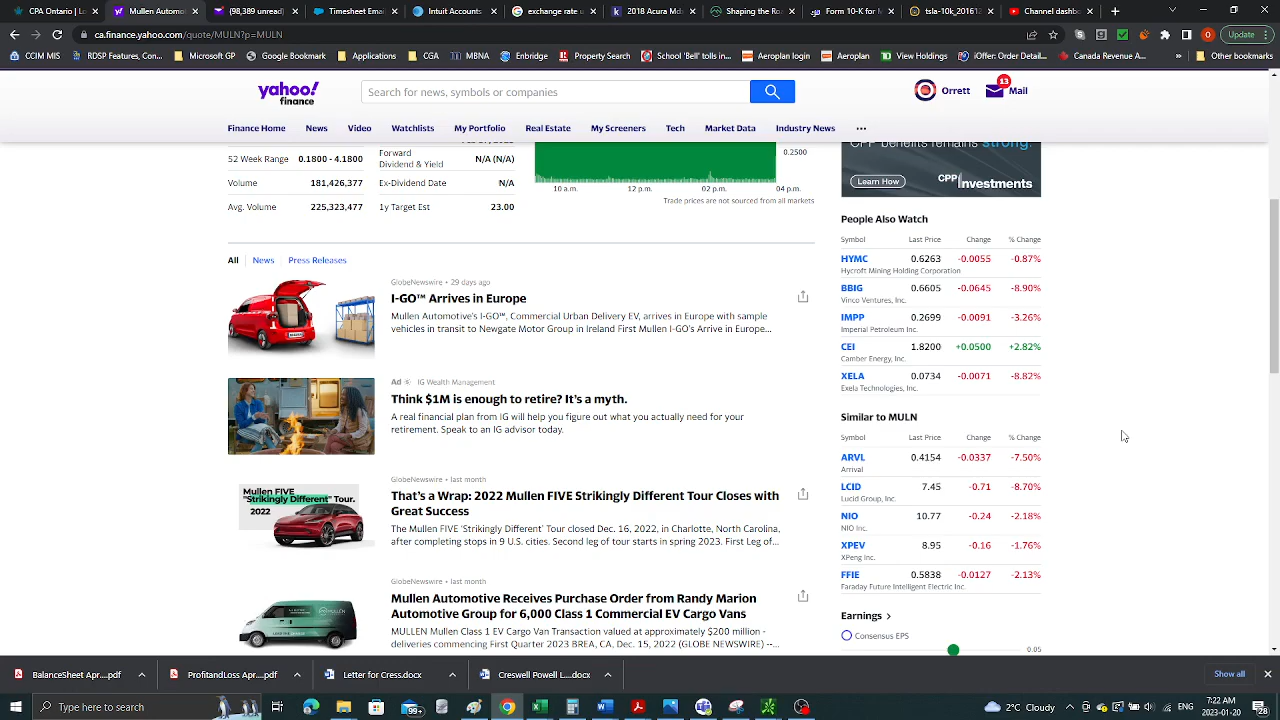 CPA Ontario | Lo
Mullen Automotiv
(98,389 unread)
Timesheet Entry
Intuit Accounts -
exchange rate -
2018 Acura Mdx
Shaping the Roa
Form 10-K for M
tsla-10k_2016123
Channel dashbo
ca.finance.yahoo.com/quote/MULN?p=MULN
Update
CCIM MIS
RDSP Features, Con...
Microsoft
Google Bookmark
Applications
CGA
MBNA
Enbridge
Property Search
School 'Bell' tolls in...
Aeroplan login
Aeroplan
View Holdings
iOffer: Order Detail...
Canada Revenue A...
Other bookmarks
yahoo!
finance
Search for news, symbols or companies
Orrett
13
Mail
Finance Home News Video Watchlists My Portfolio Real Estate My Screeners Tech Market Data Industry News ...
52 Week Range 0.1800 - 4.1800
Forward
Dividend & Yield N/A (N/A)
Volume 181,426,377
Ex-Dividend Date N/A
Avg. Volume 225,323,477
1y Target Est 23.00
0.2500
10 a.m. 12 p.m. 02 p.m. 04 p.m.
Trade prices are not sourced from all markets
CPP benefits remains strong.
Learn How
CPP Investments
All News Press Releases
GlobeNewswire • 29 days ago
I-GO™ Arrives in Europe
Mullen Automotive's I-GO™, Commercial Urban Delivery EV, arrives in Europe with sample
vehicles in transit to Newgate Motor Group in Ireland First Mullen I-GO's Arrive in Europe...
Ad IG Wealth Management
Think $1M is enough to retire? It's a myth.
A real financial plan from IG will help you figure out what you actually need for your
retirement. Speak to an IG advisor today.
Mullen FIVE
"Strikingly Different" Tour.
2022
GlobeNewswire • last month
That's a Wrap: 2022 Mullen FIVE Strikingly Different Tour Closes with
Great Success
The Mullen FIVE 'Strikingly Different' Tour closed Dec. 16, 2022, in Charlotte, North Carolina,
after completing stops in 9 U.S. cities. Second leg of tour starts in spring 2023. First Leg of...
GlobeNewswire • last month
Mullen Automotive Receives Purchase Order from Randy Marion
Automotive Group for 6,000 Class 1 Commercial EV Cargo Vans
MULLEN Mullen Class 1 EV Cargo Van Transaction valued at approximately $200 million -
deliveries commencing First Quarter 2023 BREA, CA, Dec. 15, 2022 (GLOBE NEWSWIRE) --...
People Also Watch
Symbol Last Price Change % Change
HYMC 0.6263 -0.0055 -0.87%
Hycroft Mining Holding Corporation
BBIG 0.6605 -0.0645 -8.90%
Vinco Ventures, Inc.
IMPP 0.2699 -0.0091 -3.26%
Imperial Petroleum Inc.
CEI 1.8200 +0.0500 +2.82%
Camber Energy, Inc.
XELA 0.0734 -0.0071 -8.82%
Exela Technologies, Inc.
Similar to MULN
Symbol Last Price Change % Change
ARVL 0.4154 -0.0337 -7.50%
Arrival
LCID 7.45 -0.71 -8.70%
Lucid Group, Inc.
NIO 10.77 -0.24 -2.18%
NIO Inc.
XPEV 8.95 -0.16 -1.76%
XPeng Inc.
FFIE 0.5838 -0.0127 -2.13%
Faraday Future Intelligent Electric Inc.
Earnings >
Consensus EPS
0.05
BalanceSheet Apr....pdf
ProfitandLoss Apr....pdf
Letter for Cress.docx
Creswell Powell L....docx
Show all
Type here to search
2°C Cloudy
7:22 AM
2023-01-20